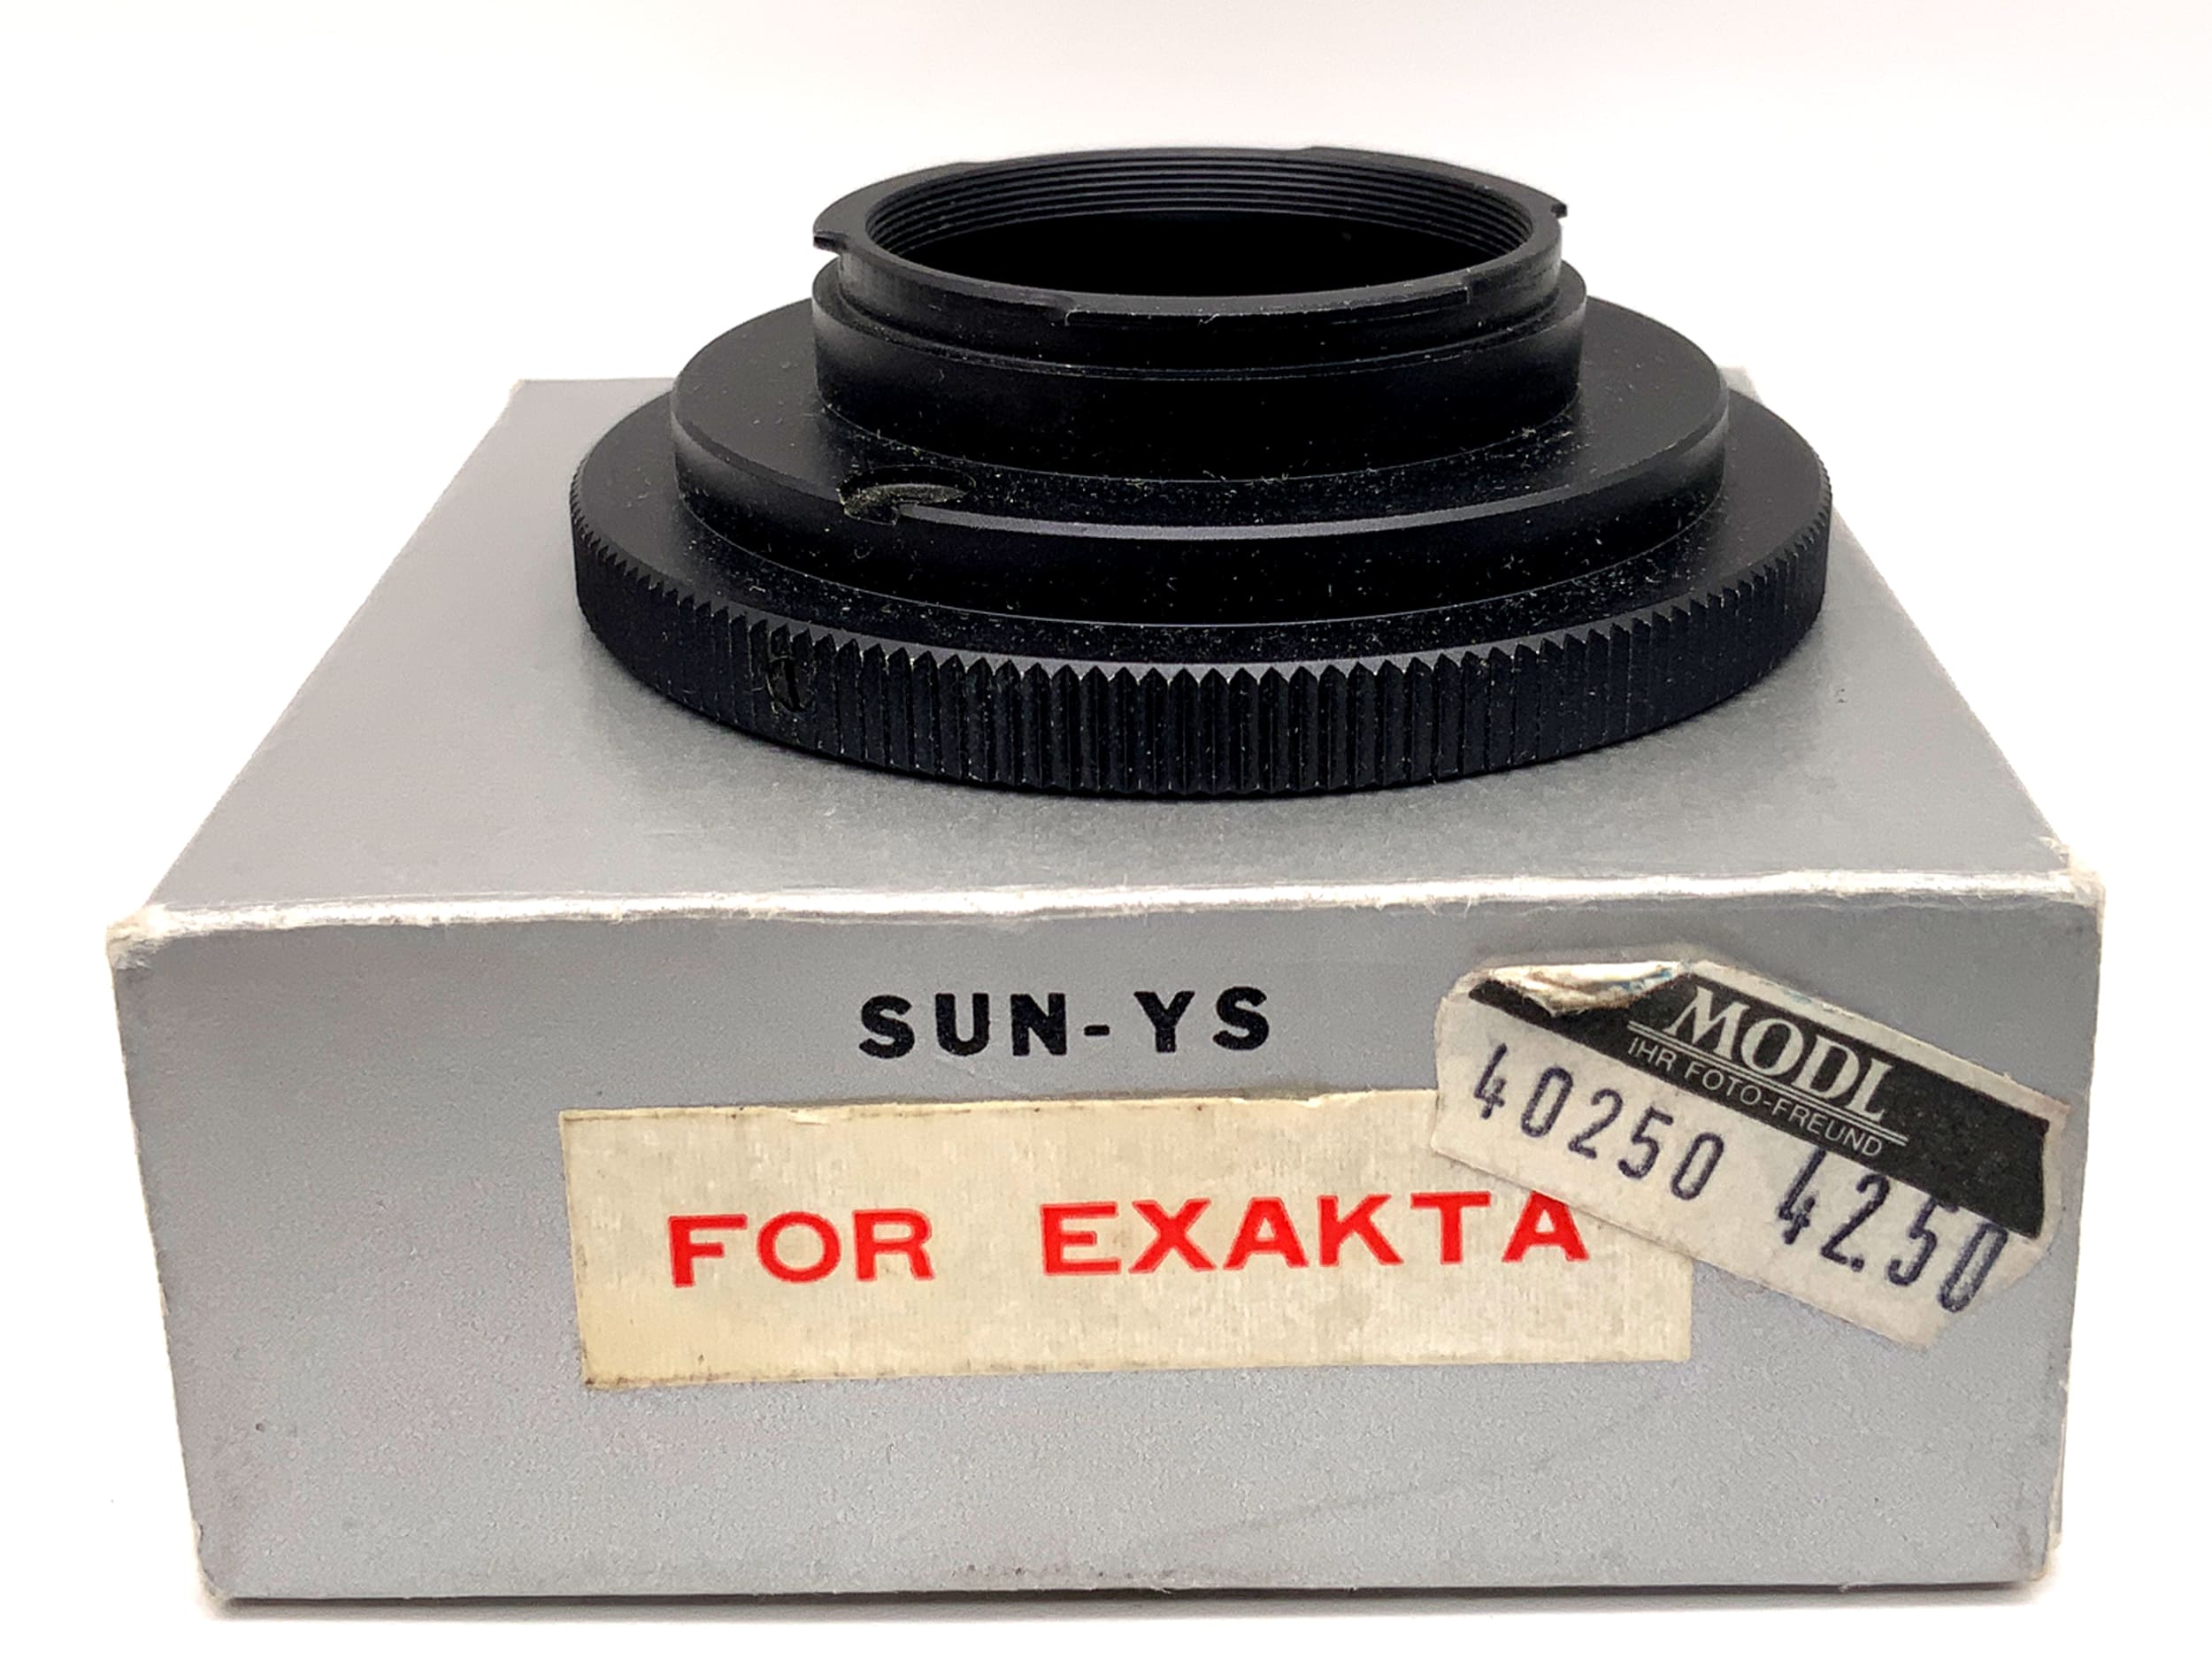 SUN-YS
FOR EXAKTA
MODL
IHR FOTO-FREUND
40250 42.50